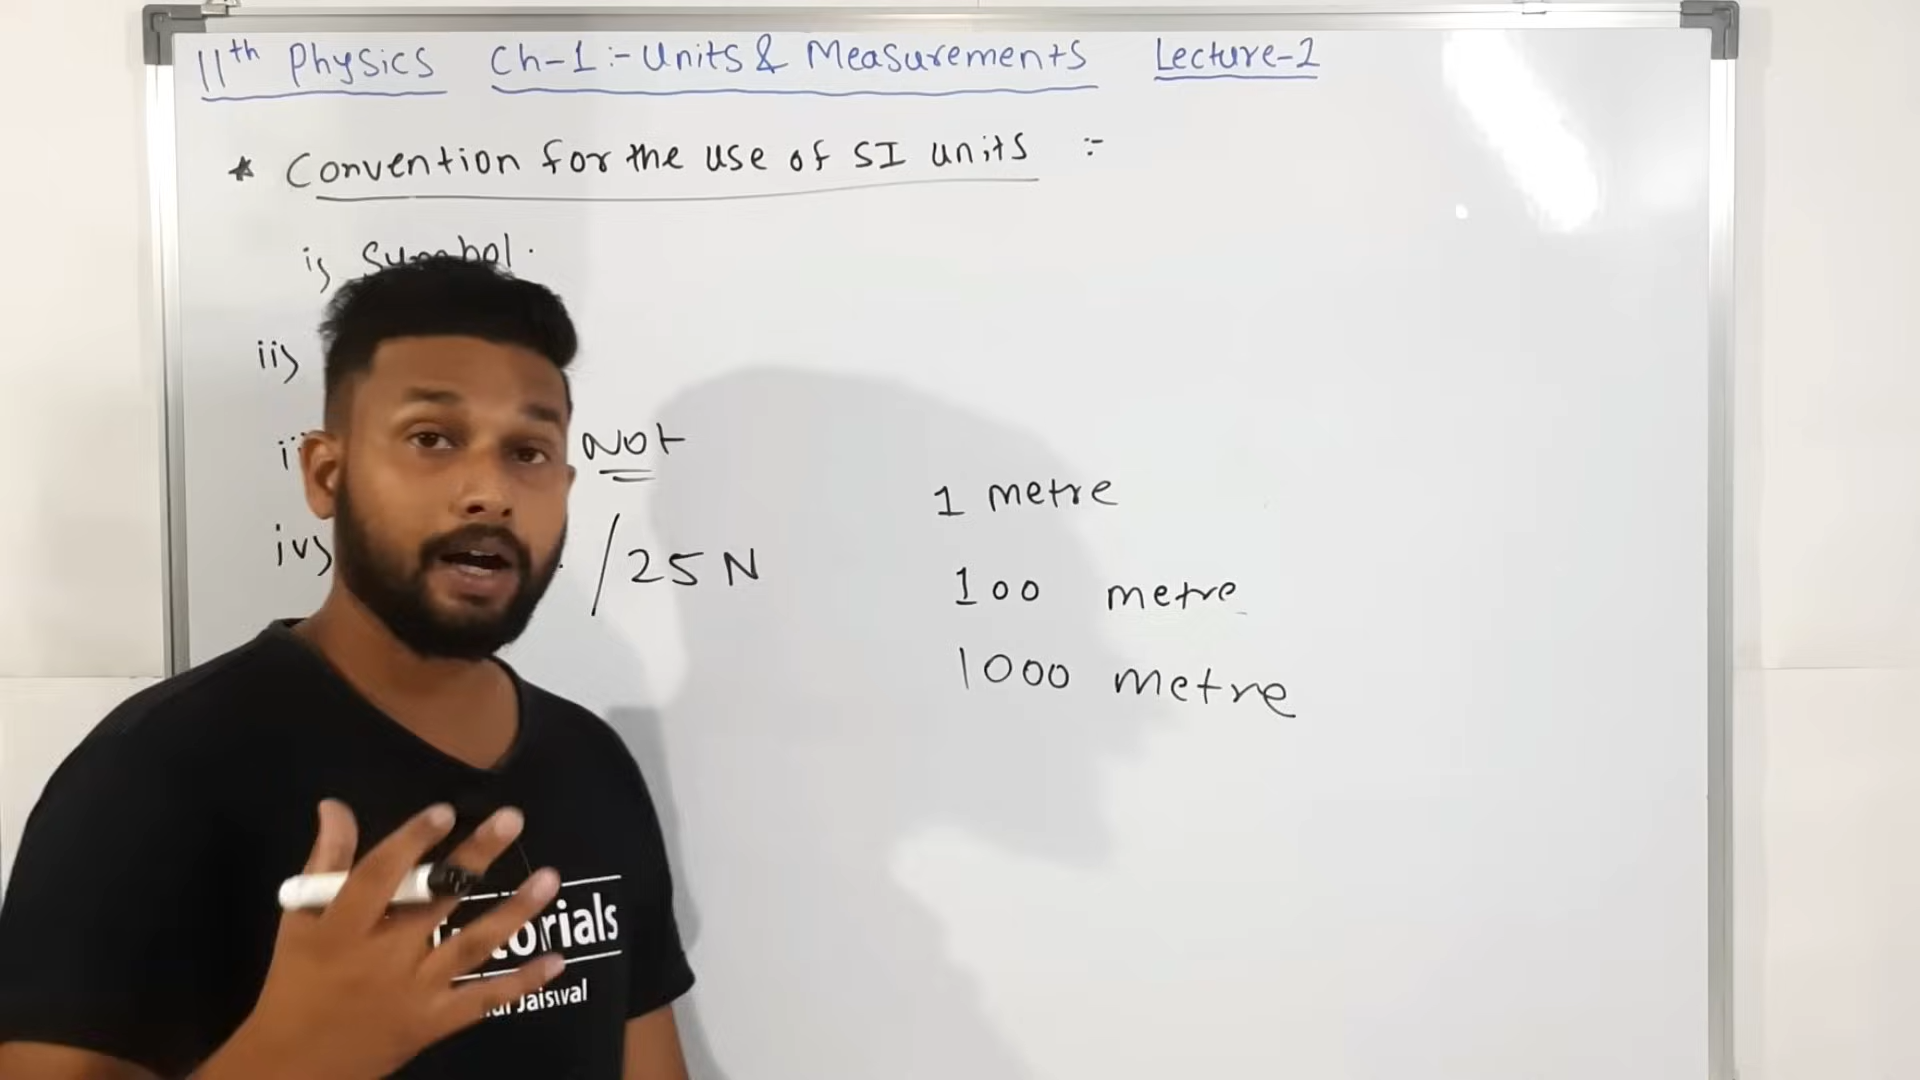 11th Physics Ch-1:- Units & Measurements Lecture-2
* Convention for the use of SI units :-
i) Symbol.
ii)
Not
iv) /25 N
1 metre
100 metre
1000 metre
Jaiswal